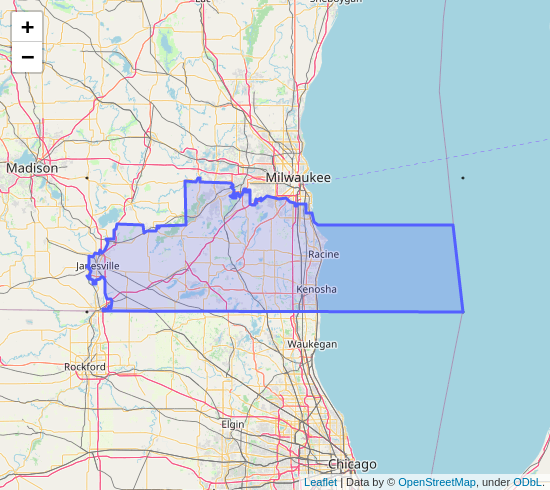 Sheboygan
+
−
Madison
Milwaukee
Janesville
Racine
Kenosha
Waukegan
Rockford
Elgin
Chicago
Leaflet | Data by © OpenStreetMap, under ODbL.